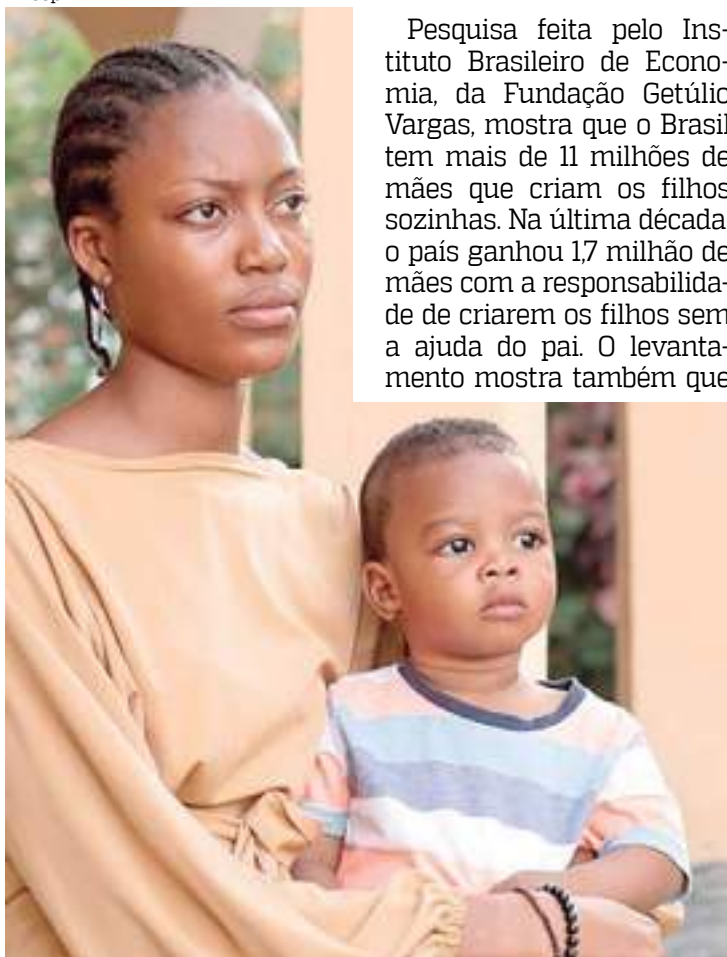 Pesquisa feita pelo Ins-
tituto Brasileiro de Econo-
mia, da Fundação Getúlio
Vargas, mostra que o Brasil
tem mais de 11 milhões de
mães que criam os filhos
sozinhas. Na última década
o país ganhou 1,7 milhão de
mães com a responsabilida-
de de criarem os filhos sem
a ajuda do pai. O levanta-
mento mostra também que